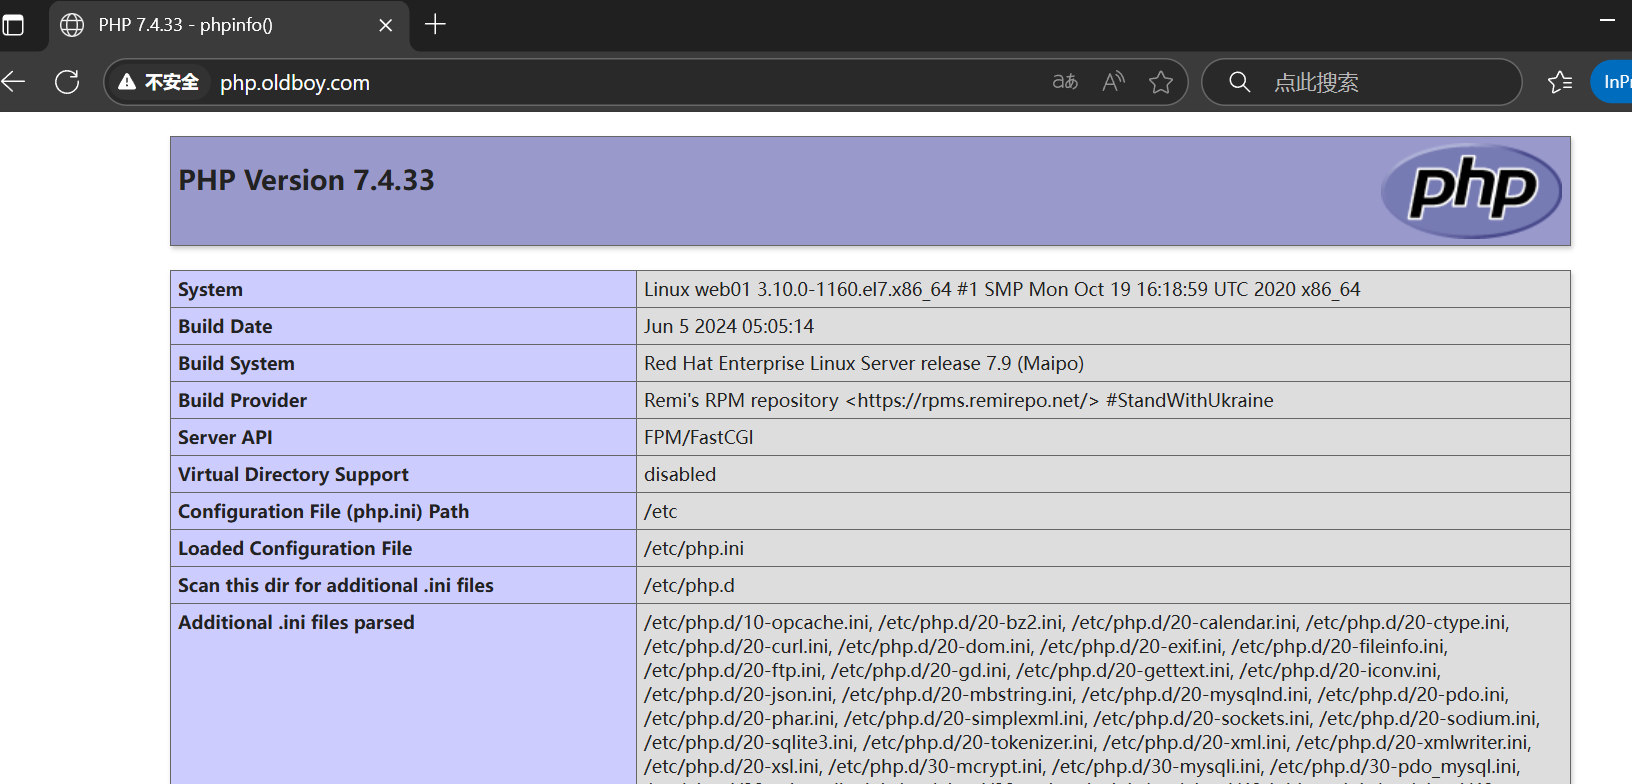 PHP 7.4.33 - phpinfo()
不安全 php.oldboy.com aあ A 点此搜索
PHP Version 7.4.33 php
System Linux web01 3.10.0-1160.el7.x86_64 #1 SMP Mon Oct 19 16:18:59 UTC 2020 x86_64
Build Date Jun 5 2024 05:05:14
Build System Red Hat Enterprise Linux Server release 7.9 (Maipo)
Build Provider Remi's RPM repository <https://rpms.remirepo.net/> #StandWithUkraine
Server API FPM/FastCGI
Virtual Directory Support disabled
Configuration File (php.ini) Path /etc
Loaded Configuration File /etc/php.ini
Scan this dir for additional .ini files /etc/php.d
Additional .ini files parsed /etc/php.d/10-opcache.ini, /etc/php.d/20-bz2.ini, /etc/php.d/20-calendar.ini, /etc/php.d/20-ctype.ini,
/etc/php.d/20-curl.ini, /etc/php.d/20-dom.ini, /etc/php.d/20-exif.ini, /etc/php.d/20-fileinfo.ini,
/etc/php.d/20-ftp.ini, /etc/php.d/20-gd.ini, /etc/php.d/20-gettext.ini, /etc/php.d/20-iconv.ini,
/etc/php.d/20-json.ini, /etc/php.d/20-mbstring.ini, /etc/php.d/20-mysqlnd.ini, /etc/php.d/20-pdo.ini,
/etc/php.d/20-phar.ini, /etc/php.d/20-simplexml.ini, /etc/php.d/20-sockets.ini, /etc/php.d/20-sodium.ini,
/etc/php.d/20-sqlite3.ini, /etc/php.d/20-tokenizer.ini, /etc/php.d/20-xml.ini, /etc/php.d/20-xmlwriter.ini,
/etc/php.d/20-xsl.ini, /etc/php.d/30-mcrypt.ini, /etc/php.d/30-mysqli.ini, /etc/php.d/30-pdo_mysql.ini,